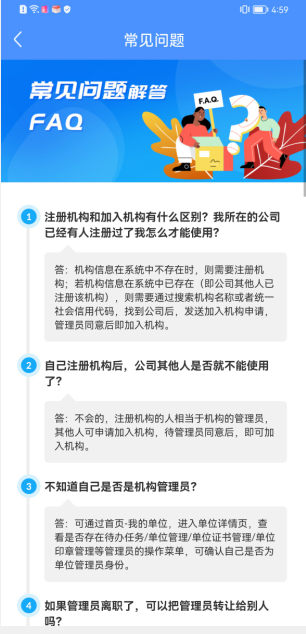 4:59
常见问题
常见问题解答
FAQ
F.A.Q.
1 注册机构和加入机构有什么区别？我所在的公司
已经有人注册过了我怎么才能使用？
答：机构信息在系统中不存在时，则需要注册机
构；若机构信息在系统中已存在（即公司其他人已
注册该机构），则需要通过搜索机构名称或者统一
社会信用代码，找到公司后，发送加入机构申请，
管理员同意后即加入机构。
2 自己注册机构后，公司其他人是否就不能使用
了？
答：不会的，注册机构的人相当于机构的管理员，
其他人可申请加入机构，待管理员同意后，即可加
入机构。
3 不知道自己是否是机构管理员？
答：可通过首页-我的单位，进入单位详情页，查
看是否存在待办任务/单位管理/单位证书管理/单位
印章管理等管理员的操作菜单，可确认自己是否为
单位管理员身份。
4 如果管理员离职了，可以把管理员转让给别人
吗？